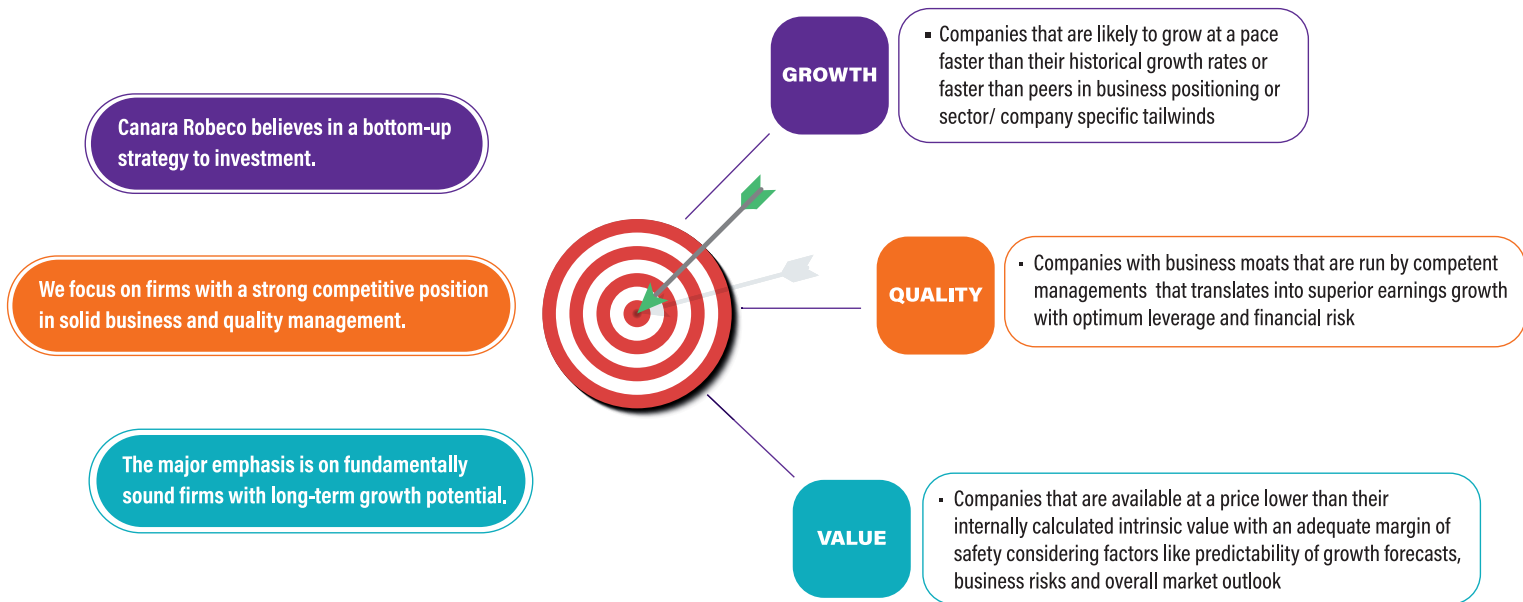 Canara Robeco believes in a bottom-up
strategy to investment.
We focus on firms with a strong competitive position
in solid business and quality management.
The major emphasis is on fundamentally
sound firms with long-term growth potential.
GROWTH
▪ Companies that are likely to grow at a pace
faster than their historical growth rates or
faster than peers in business positioning or
sector/ company specific tailwinds
QUALITY
▪ Companies with business moats that are run by competent
managements that translates into superior earnings growth
with optimum leverage and financial risk
VALUE
▪ Companies that are available at a price lower than their
internally calculated intrinsic value with an adequate margin of
safety considering factors like predictability of growth forecasts,
business risks and overall market outlook